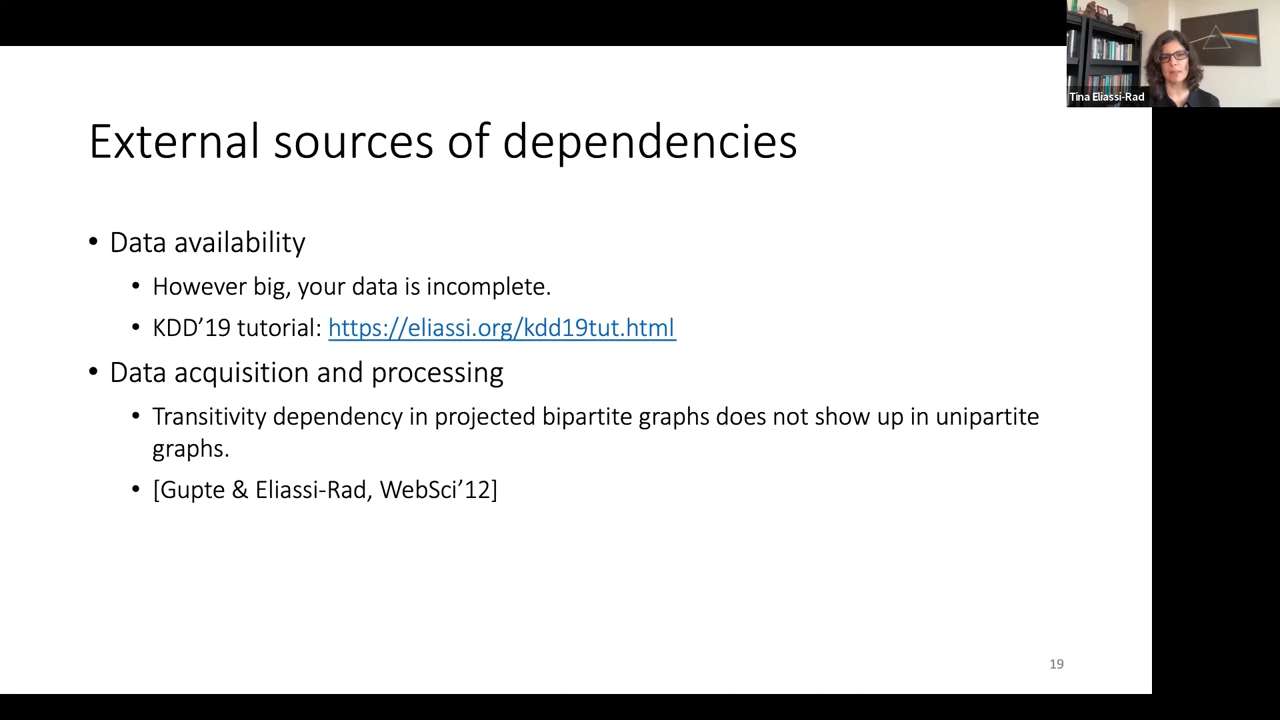 Tina Eliassi-Rad
External sources of dependencies
• Data availability
• However big, your data is incomplete.
• KDD’19 tutorial: https://eliassi.org/kdd19tut.html
• Data acquisition and processing
• Transitivity dependency in projected bipartite graphs does not show up in unipartite
graphs.
• [Gupte & Eliassi-Rad, WebSci’12]
19